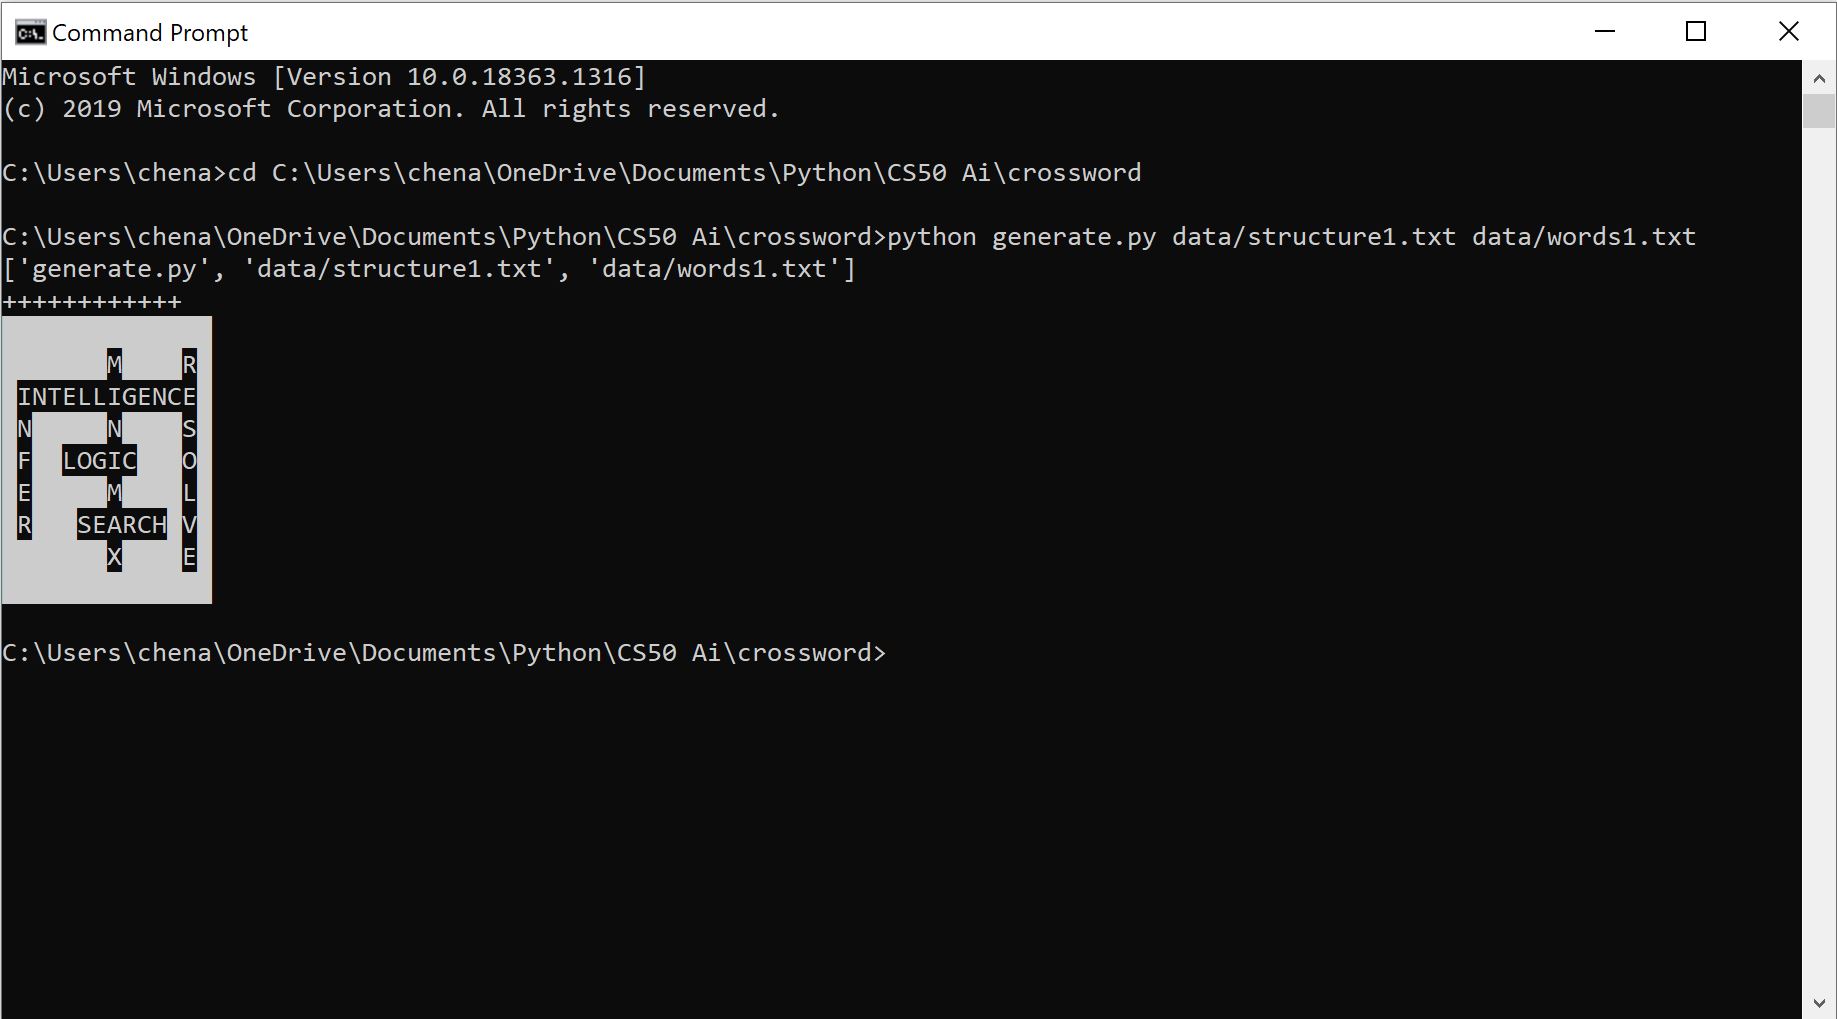 Command Prompt
Microsoft Windows [Version 10.0.18363.1316]
(c) 2019 Microsoft Corporation. All rights reserved.
C:\Users\chena>cd C:\Users\chena\OneDrive\Documents\Python\CS50 Ai\crossword
C:\Users\chena\OneDrive\Documents\Python\CS50 Ai\crossword>python generate.py data/structure1.txt data/words1.txt
['generate.py', 'data/structure1.txt', 'data/words1.txt']
++++++++++++
M R
INTELLIGENCE
N N S
F LOGIC O
E M L
R SEARCH V
X E
C:\Users\chena\OneDrive\Documents\Python\CS50 Ai\crossword>